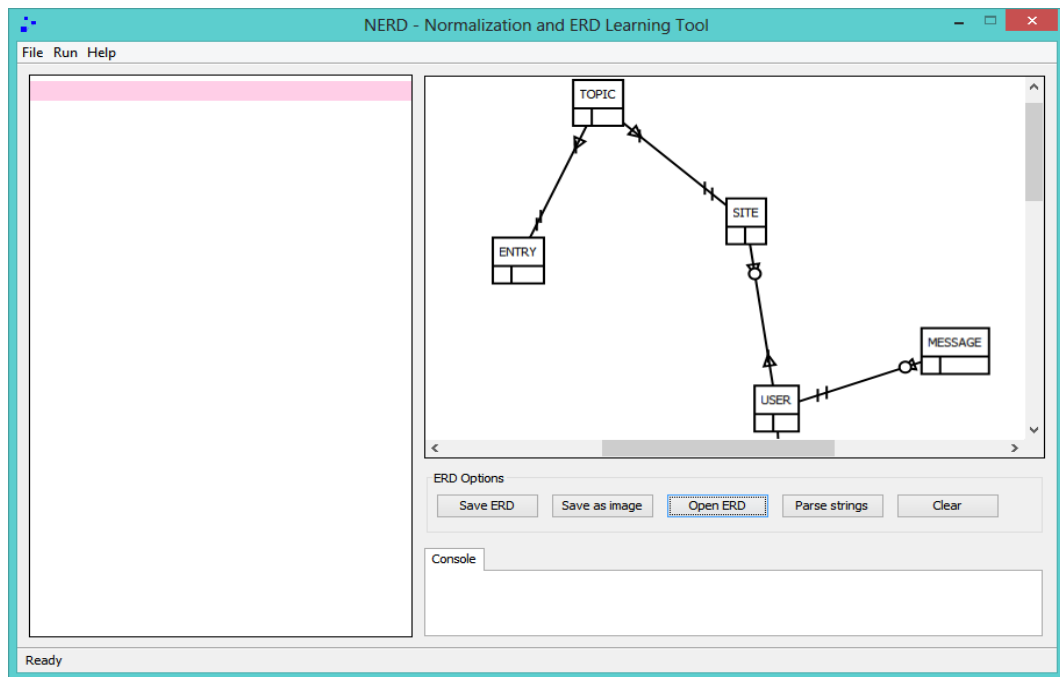 NERD - Normalization and ERD Learning Tool
File Run Help
TOPIC
SITE
ENTRY
MESSAGE
USER
ERD Options
Save ERD
Save as image
Open ERD
Parse strings
Clear
Console
Ready